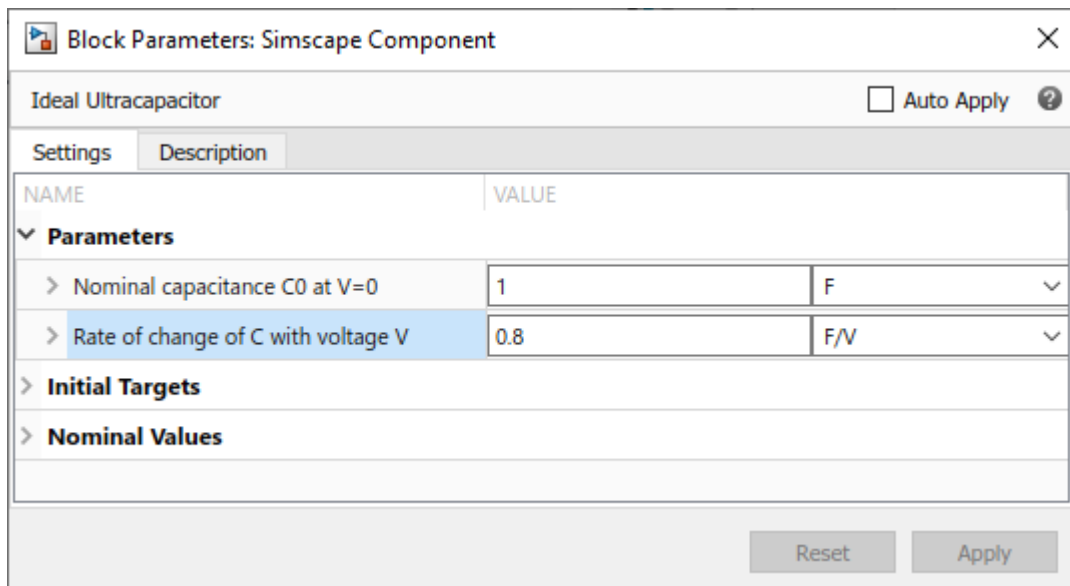 Block Parameters: Simscape Component
Ideal Ultracapacitor Auto Apply ?
Settings Description
NAME VALUE
Parameters
Nominal capacitance C0 at V=0 1 F
Rate of change of C with voltage V 0.8 F/V
Initial Targets
Nominal Values
Reset Apply